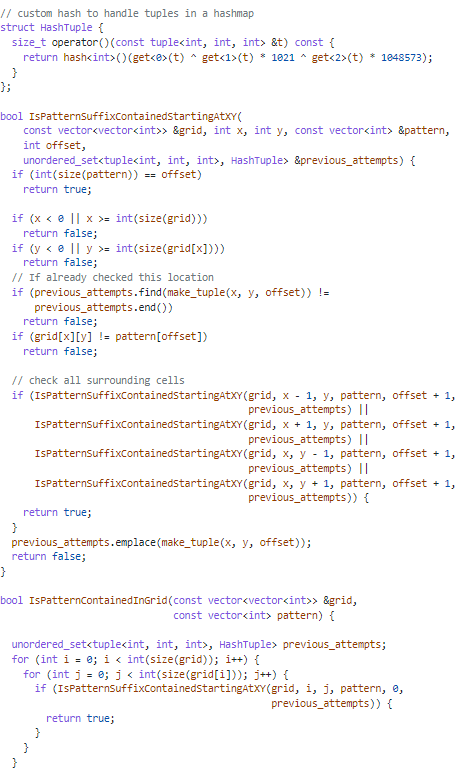 // custom hash to handle tuples in a hashmap
struct HashTuple {
  size_t operator()(const tuple<int, int, int> &t) const {
    return hash<int>()(get<0>(t) ^ get<1>(t) * 1021 ^ get<2>(t) * 1048573);
  }
};

bool IsPatternSuffixContainedStartingAtXY(
    const vector<vector<int>> &grid, int x, int y, const vector<int> &pattern,
    int offset,
    unordered_set<tuple<int, int, int>, HashTuple> &previous_attempts) {
  if (int(size(pattern)) == offset)
    return true;

  if (x < 0 || x >= int(size(grid)))
    return false;
  if (y < 0 || y >= int(size(grid[x])))
    return false;
  // If already checked this location
  if (previous_attempts.find(make_tuple(x, y, offset)) !=
      previous_attempts.end())
    return false;
  if (grid[x][y] != pattern[offset])
    return false;

  // check all surrounding cells
  if (IsPatternSuffixContainedStartingAtXY(grid, x - 1, y, pattern, offset + 1,
                                           previous_attempts) ||
      IsPatternSuffixContainedStartingAtXY(grid, x + 1, y, pattern, offset + 1,
                                           previous_attempts) ||
      IsPatternSuffixContainedStartingAtXY(grid, x, y - 1, pattern, offset + 1,
                                           previous_attempts) ||
      IsPatternSuffixContainedStartingAtXY(grid, x, y + 1, pattern, offset + 1,
                                           previous_attempts)) {
    return true;
  }
  previous_attempts.emplace(make_tuple(x, y, offset));
  return false;
}

bool IsPatternContainedInGrid(const vector<vector<int>> &grid,
                              const vector<int> pattern) {

  unordered_set<tuple<int, int, int>, HashTuple> previous_attempts;
  for (int i = 0; i < int(size(grid)); i++) {
    for (int j = 0; j < int(size(grid[i])); j++) {
      if (IsPatternSuffixContainedStartingAtXY(grid, i, j, pattern, 0,
                                               previous_attempts)) {
        return true;
      }
    }
  }